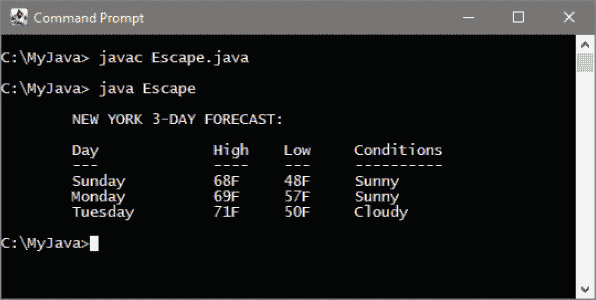 Command Prompt
C:\MyJava> javac Escape.java
C:\MyJava> java Escape
NEW YORK 3-DAY FORECAST:
Day High Low Conditions
--- ---- --- ----------
Sunday 68F 48F Sunny
Monday 69F 57F Sunny
Tuesday 71F 50F Cloudy
C:\MyJava>